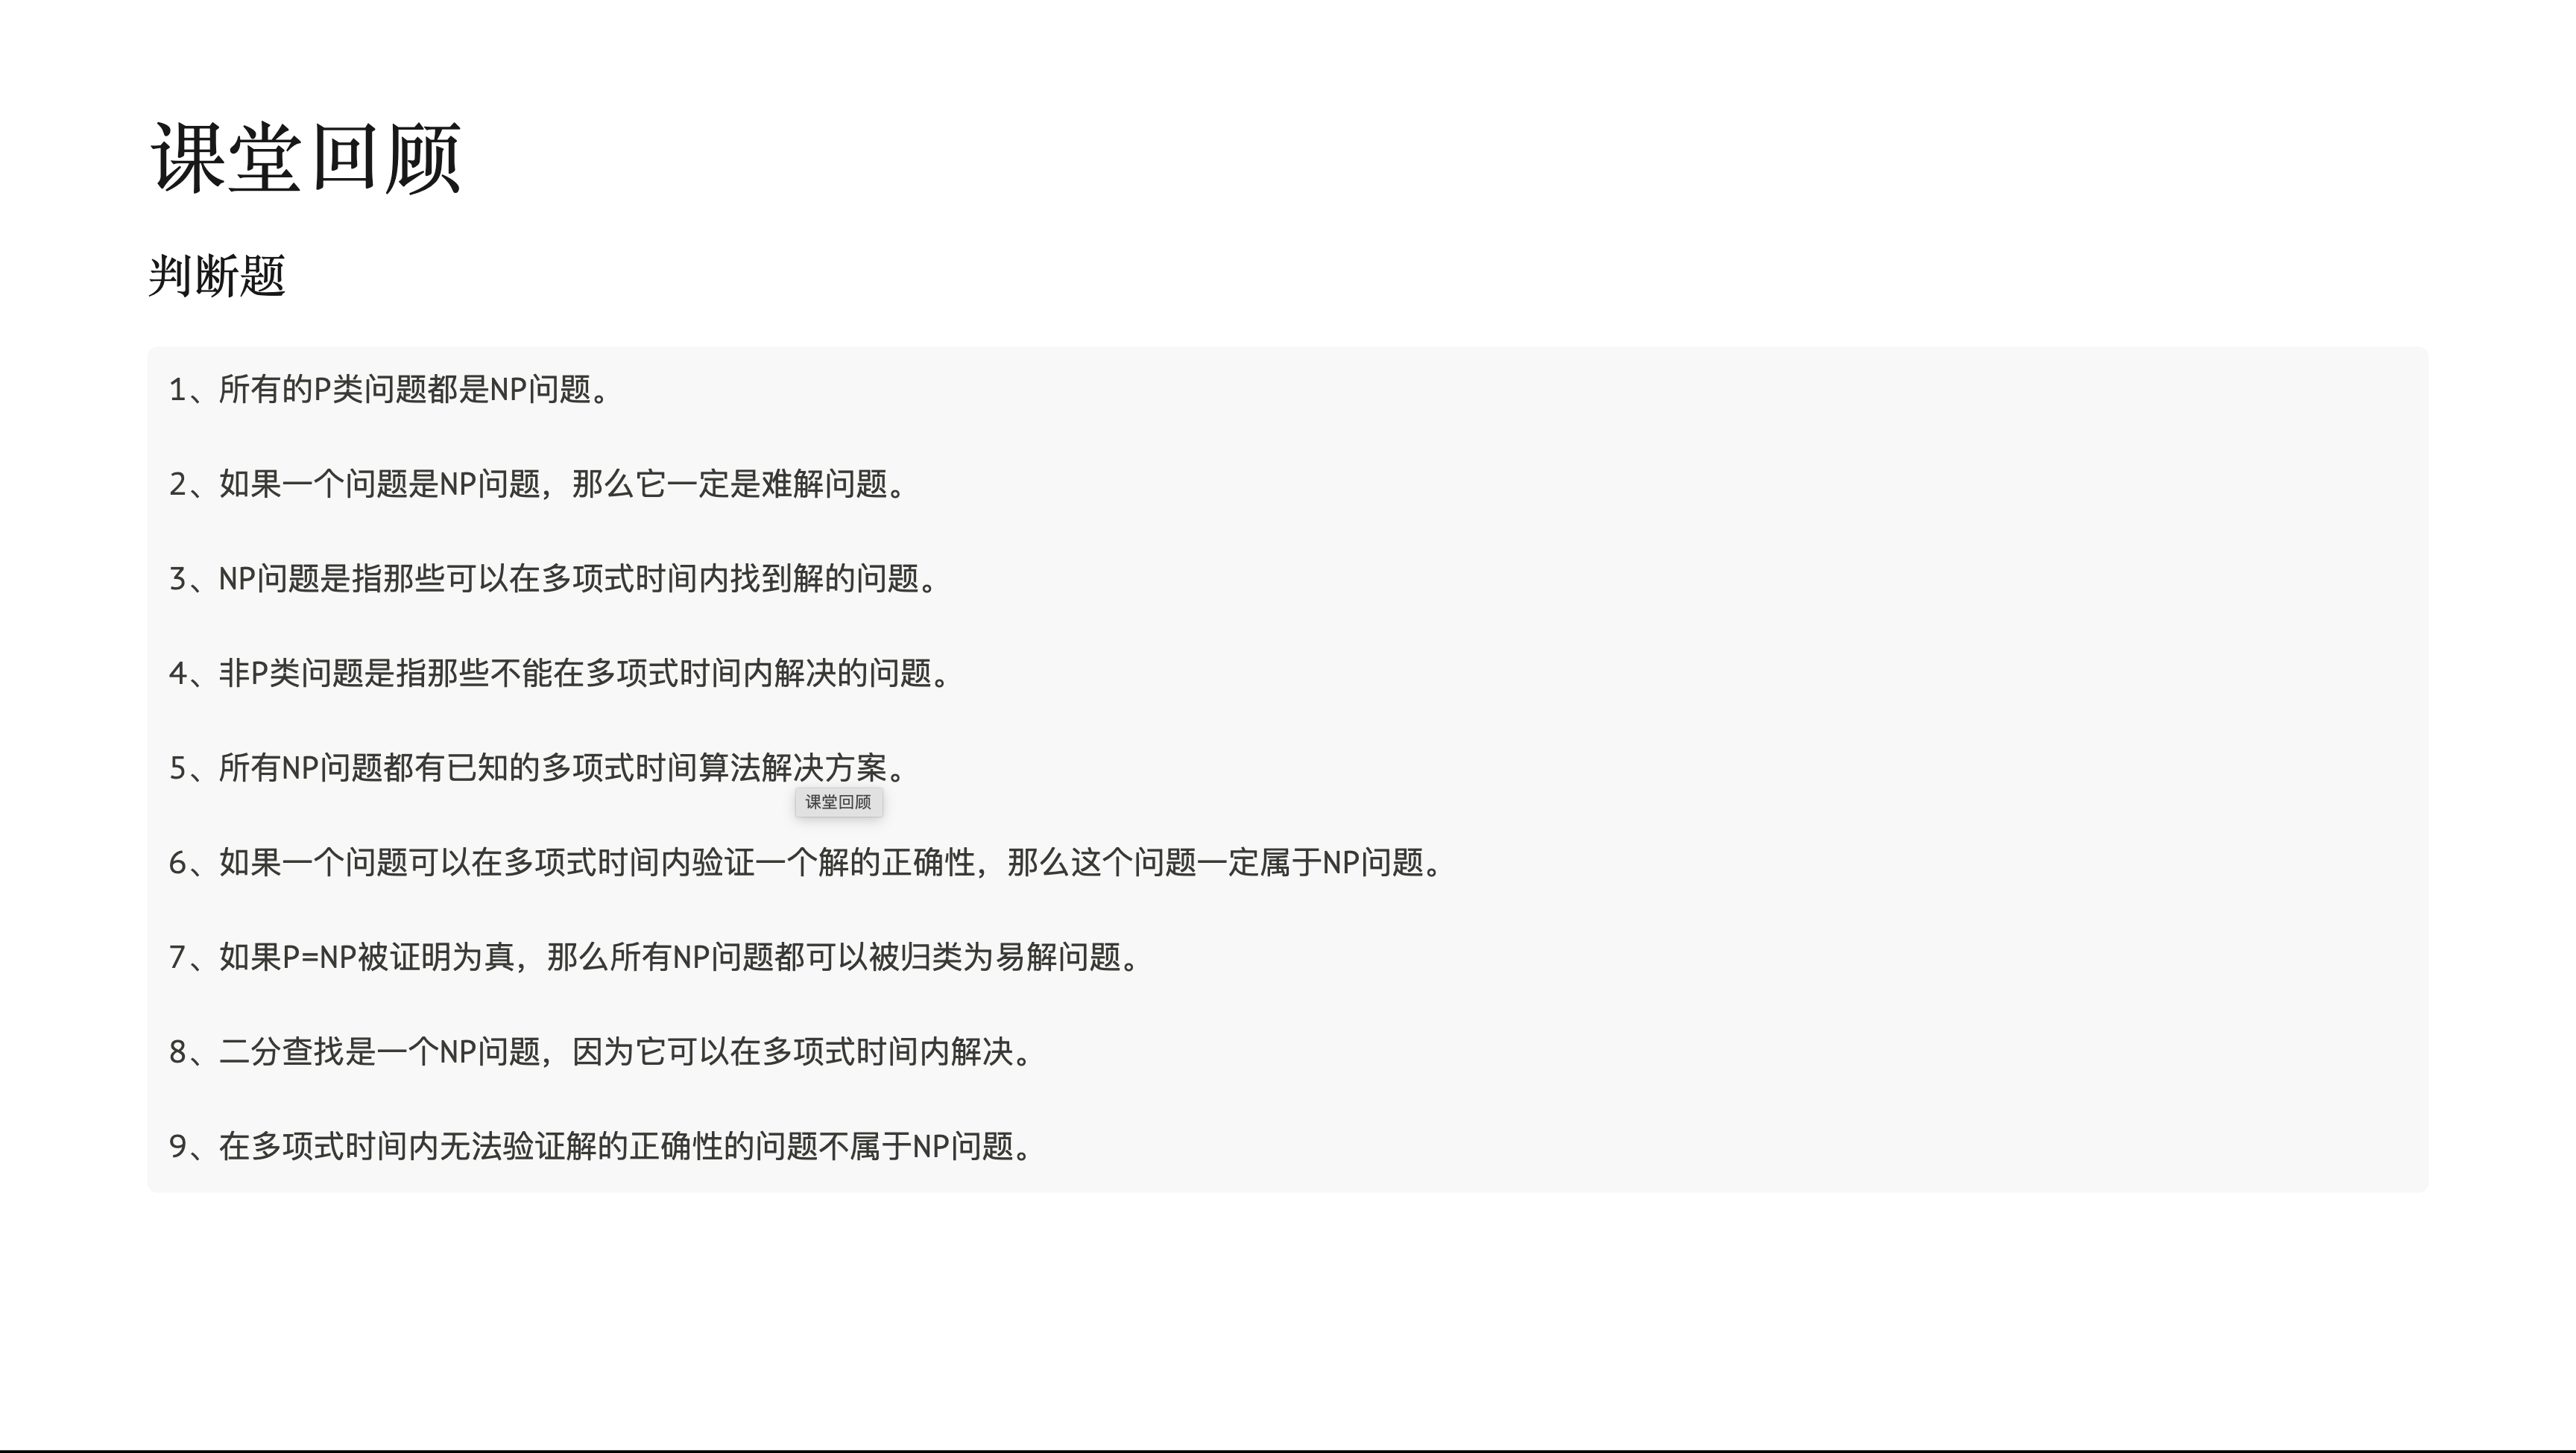 课堂回顾
判断题
1、所有的P类问题都是NP问题。
2、如果一个问题是NP问题，那么它一定是难解问题。
3、NP问题是指那些可以在多项式时间内找到解的问题。
4、非P类问题是指那些不能在多项式时间内解决的问题。
5、所有NP问题都有已知的多项式时间算法解决方案。
课堂回顾
6、如果一个问题可以在多项式时间内验证一个解的正确性，那么这个问题一定属于NP问题。
7、如果P=NP被证明为真，那么所有NP问题都可以被归类为易解问题。
8、二分查找是一个NP问题，因为它可以在多项式时间内解决。
9、在多项式时间内无法验证解的正确性的问题不属于NP问题。